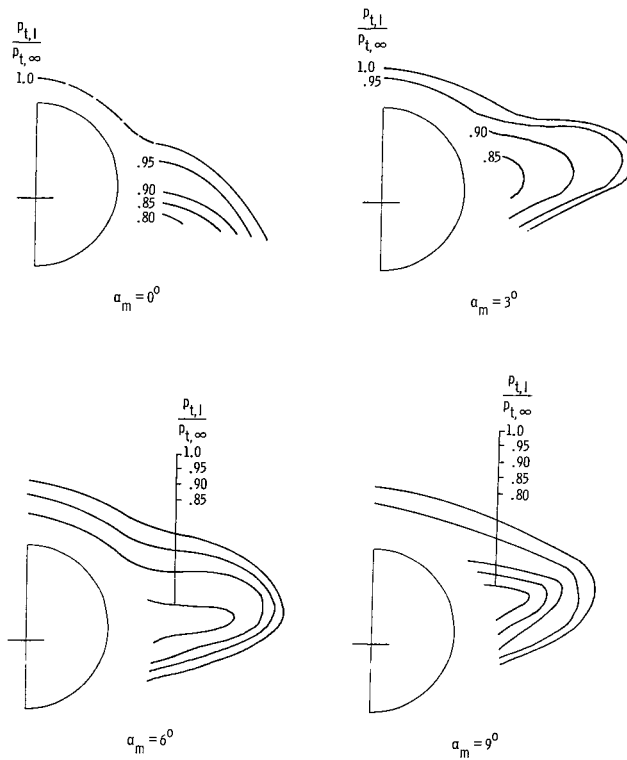 p_t,l
p_t,∞
1.0
.95
.90
.85
.80
α_m = 0°
p_t,l
p_t,∞
1.0
.95
.90
.85
α_m = 3°
p_t,l
p_t,∞
1.0
.95
.90
.85
α_m = 6°
p_t,l
p_t,∞
1.0
.95
.90
.85
.80
α_m = 9°